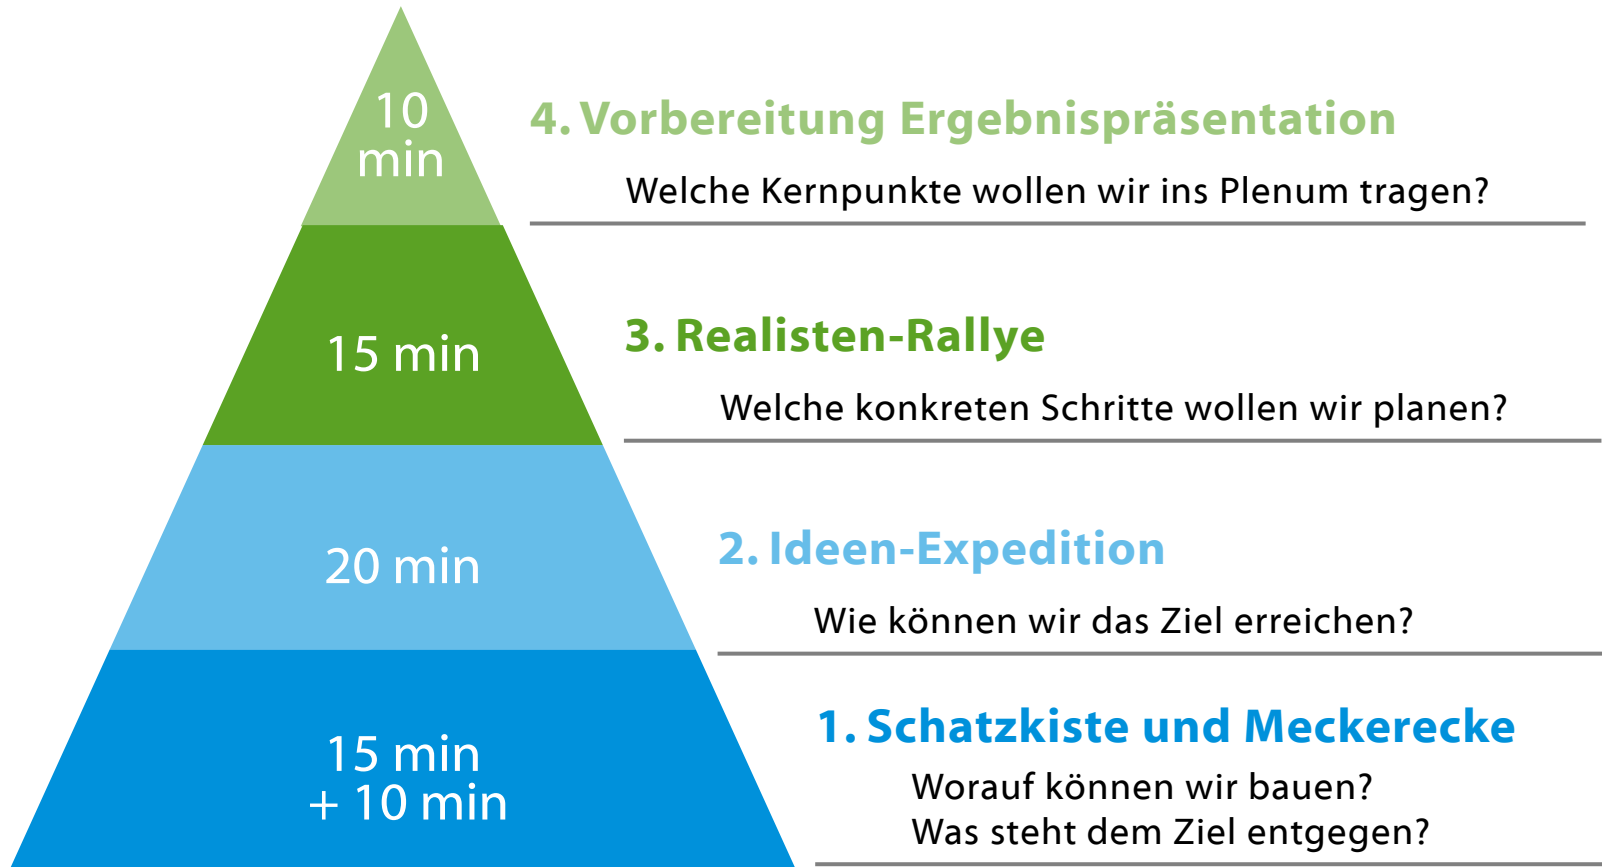 10
min
4. Vorbereitung Ergebnispräsentation
Welche Kernpunkte wollen wir ins Plenum tragen?
15 min
3. Realisten-Rallye
Welche konkreten Schritte wollen wir planen?
20 min
2. Ideen-Expedition
Wie können wir das Ziel erreichen?
15 min
+ 10 min
1. Schatzkiste und Meckerecke
Worauf können wir bauen?
Was steht dem Ziel entgegen?